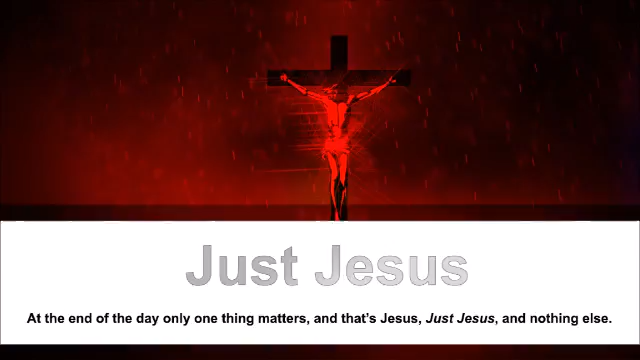 Just Jesus
At the end of the day only one thing matters, and that’s Jesus, Just Jesus, and nothing else.